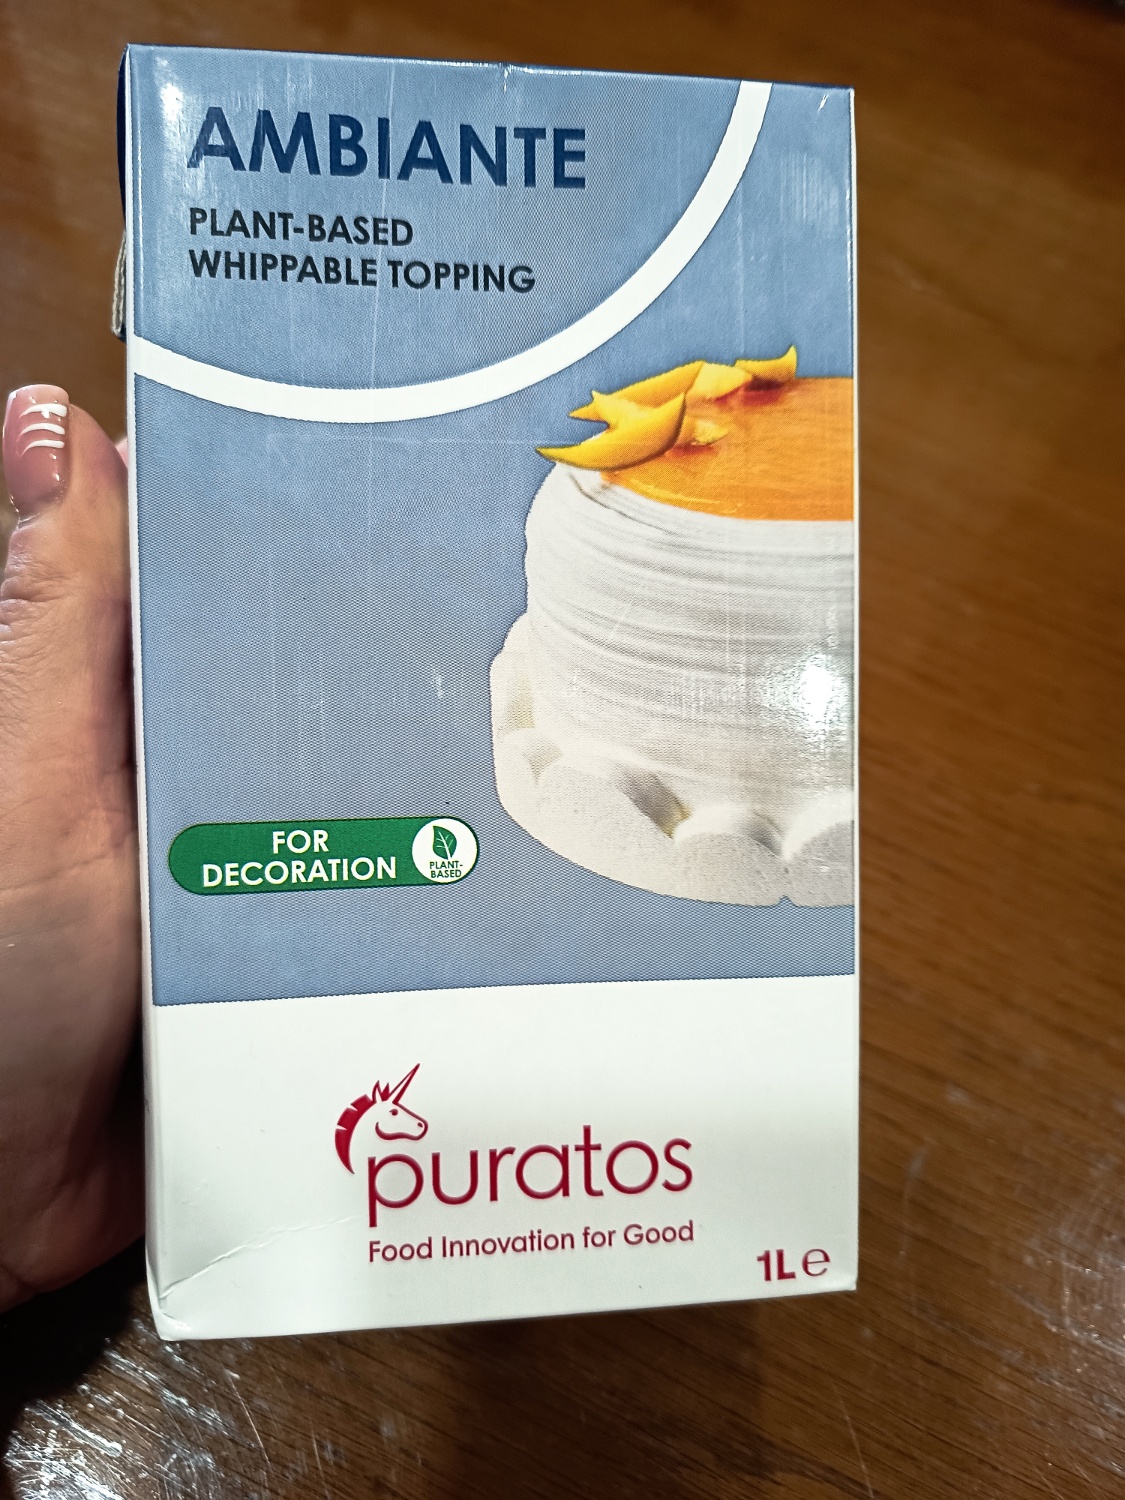 AMBIANTE
PLANT-BASED
WHIPPABLE TOPPING
FOR
DECORATION
PLANT-
BASED
puratos
Food Innovation for Good
1L e